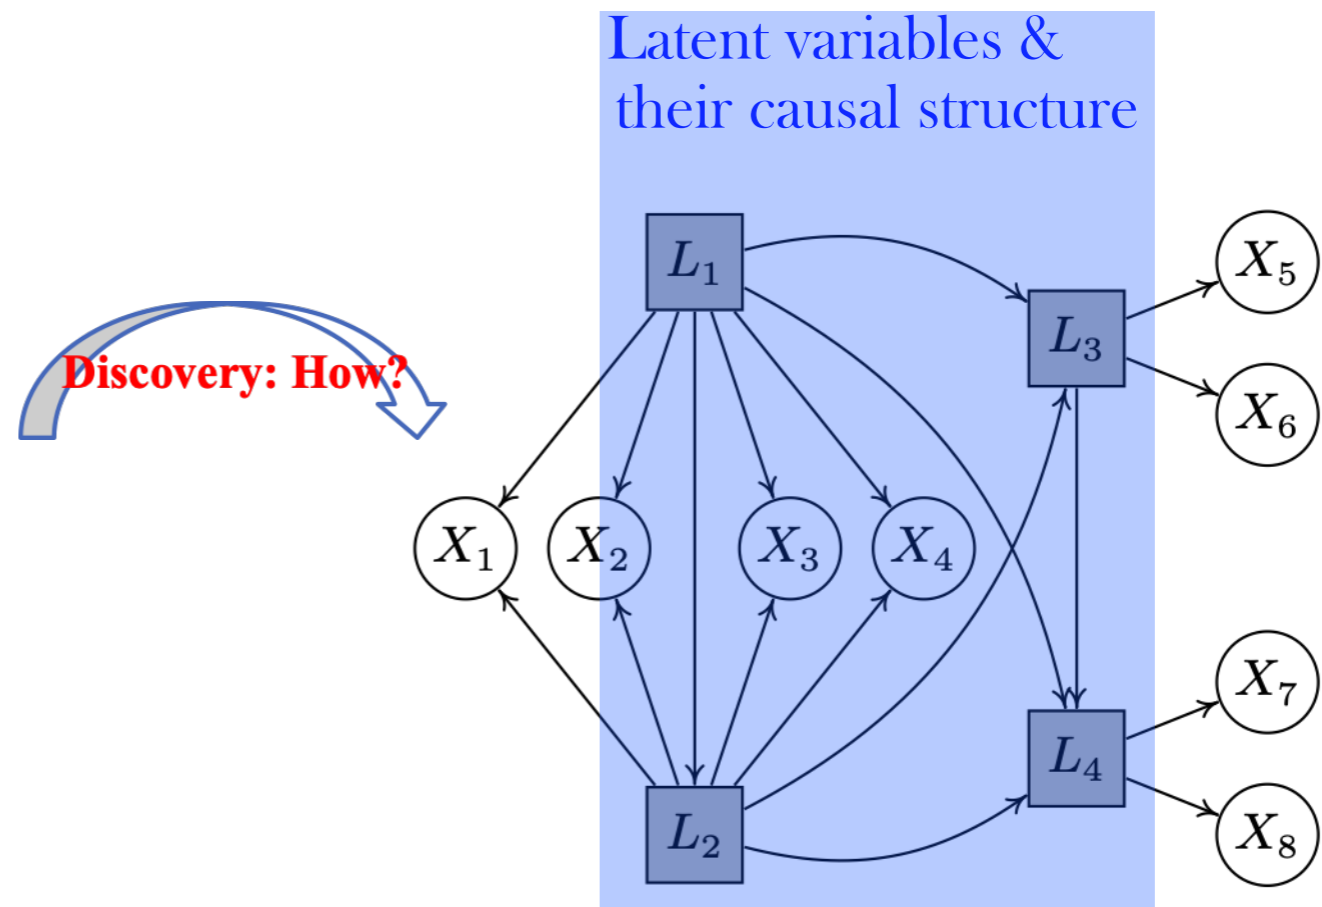 Latent variables &
their causal structure
L₁
X₅
L₃
Discovery: How?
X₆
X₁
X₂
X₃
X₄
X₇
L₄
L₂
X₈